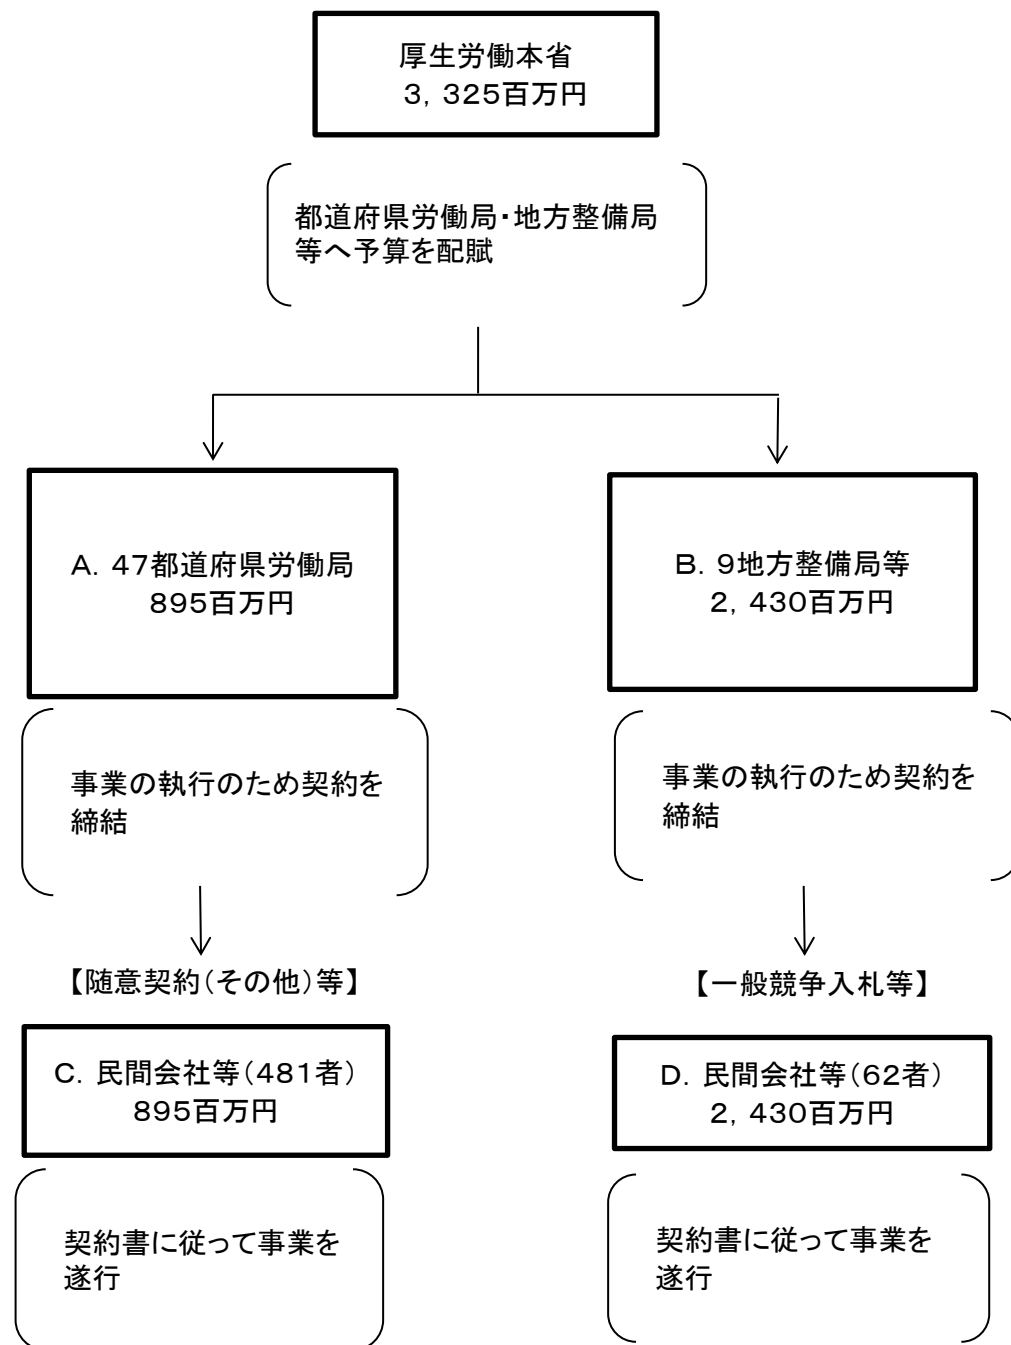 厚生労働本省
３，３２５百万円
都道府県労働局・地方整備局
等へ予算を配賦
Ａ．４７都道府県労働局
８９５百万円
Ｂ．９地方整備局等
２，４３０百万円
事業の執行のため契約を
締結
事業の執行のため契約を
締結
【随意契約（その他）等】
【一般競争入札等】
Ｃ．民間会社等（４８１者）
８９５百万円
Ｄ．民間会社等（６２者）
２，４３０百万円
契約書に従って事業を
遂行
契約書に従って事業を
遂行